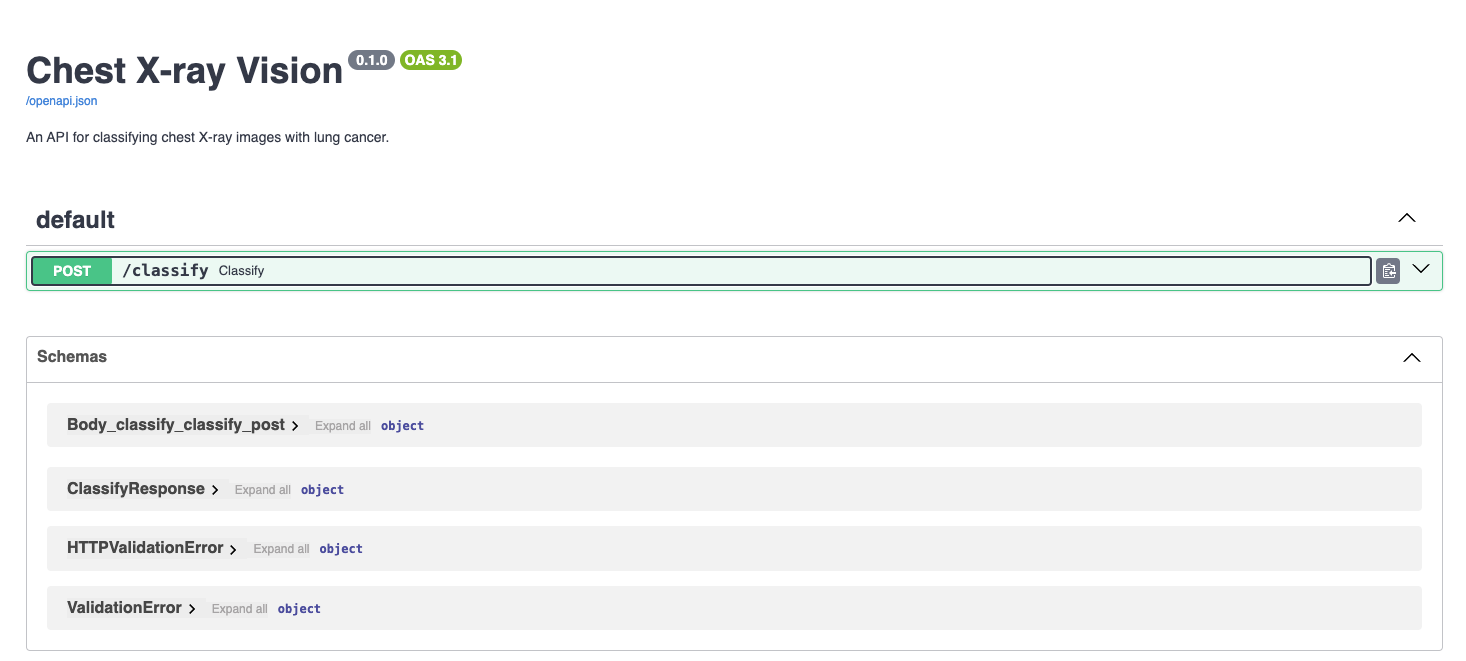 Chest X-ray Vision 0.1.0 OAS 3.1
/openapi.json
An API for classifying chest X-ray images with lung cancer.
default
POST /classify Classify
Schemas
Body_classify_classify_post Expand all object
ClassifyResponse Expand all object
HTTPValidationError Expand all object
ValidationError Expand all object